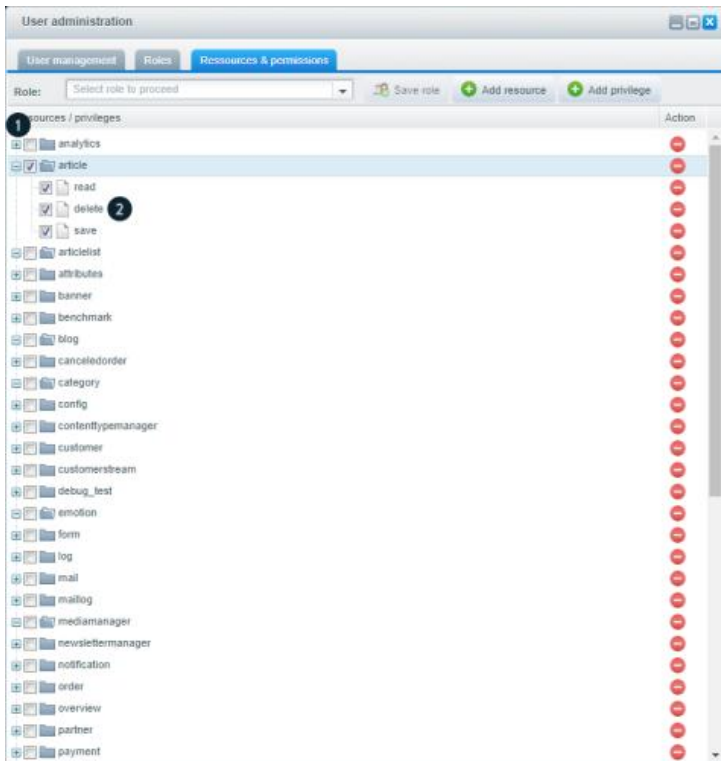 User administration
User management Roles Ressources & permissions
Role: Select role to proceed Save role Add resource Add privilege
1 sources / privileges Action
analytics
article
read
delete 2
save
articlelist
attributes
banner
benchmark
blog
canceledorder
category
config
contenttypemanager
customer
customerstream
debug_test
emotion
form
log
mail
maillog
mediamanager
newslettermanager
notification
order
overview
partner
payment